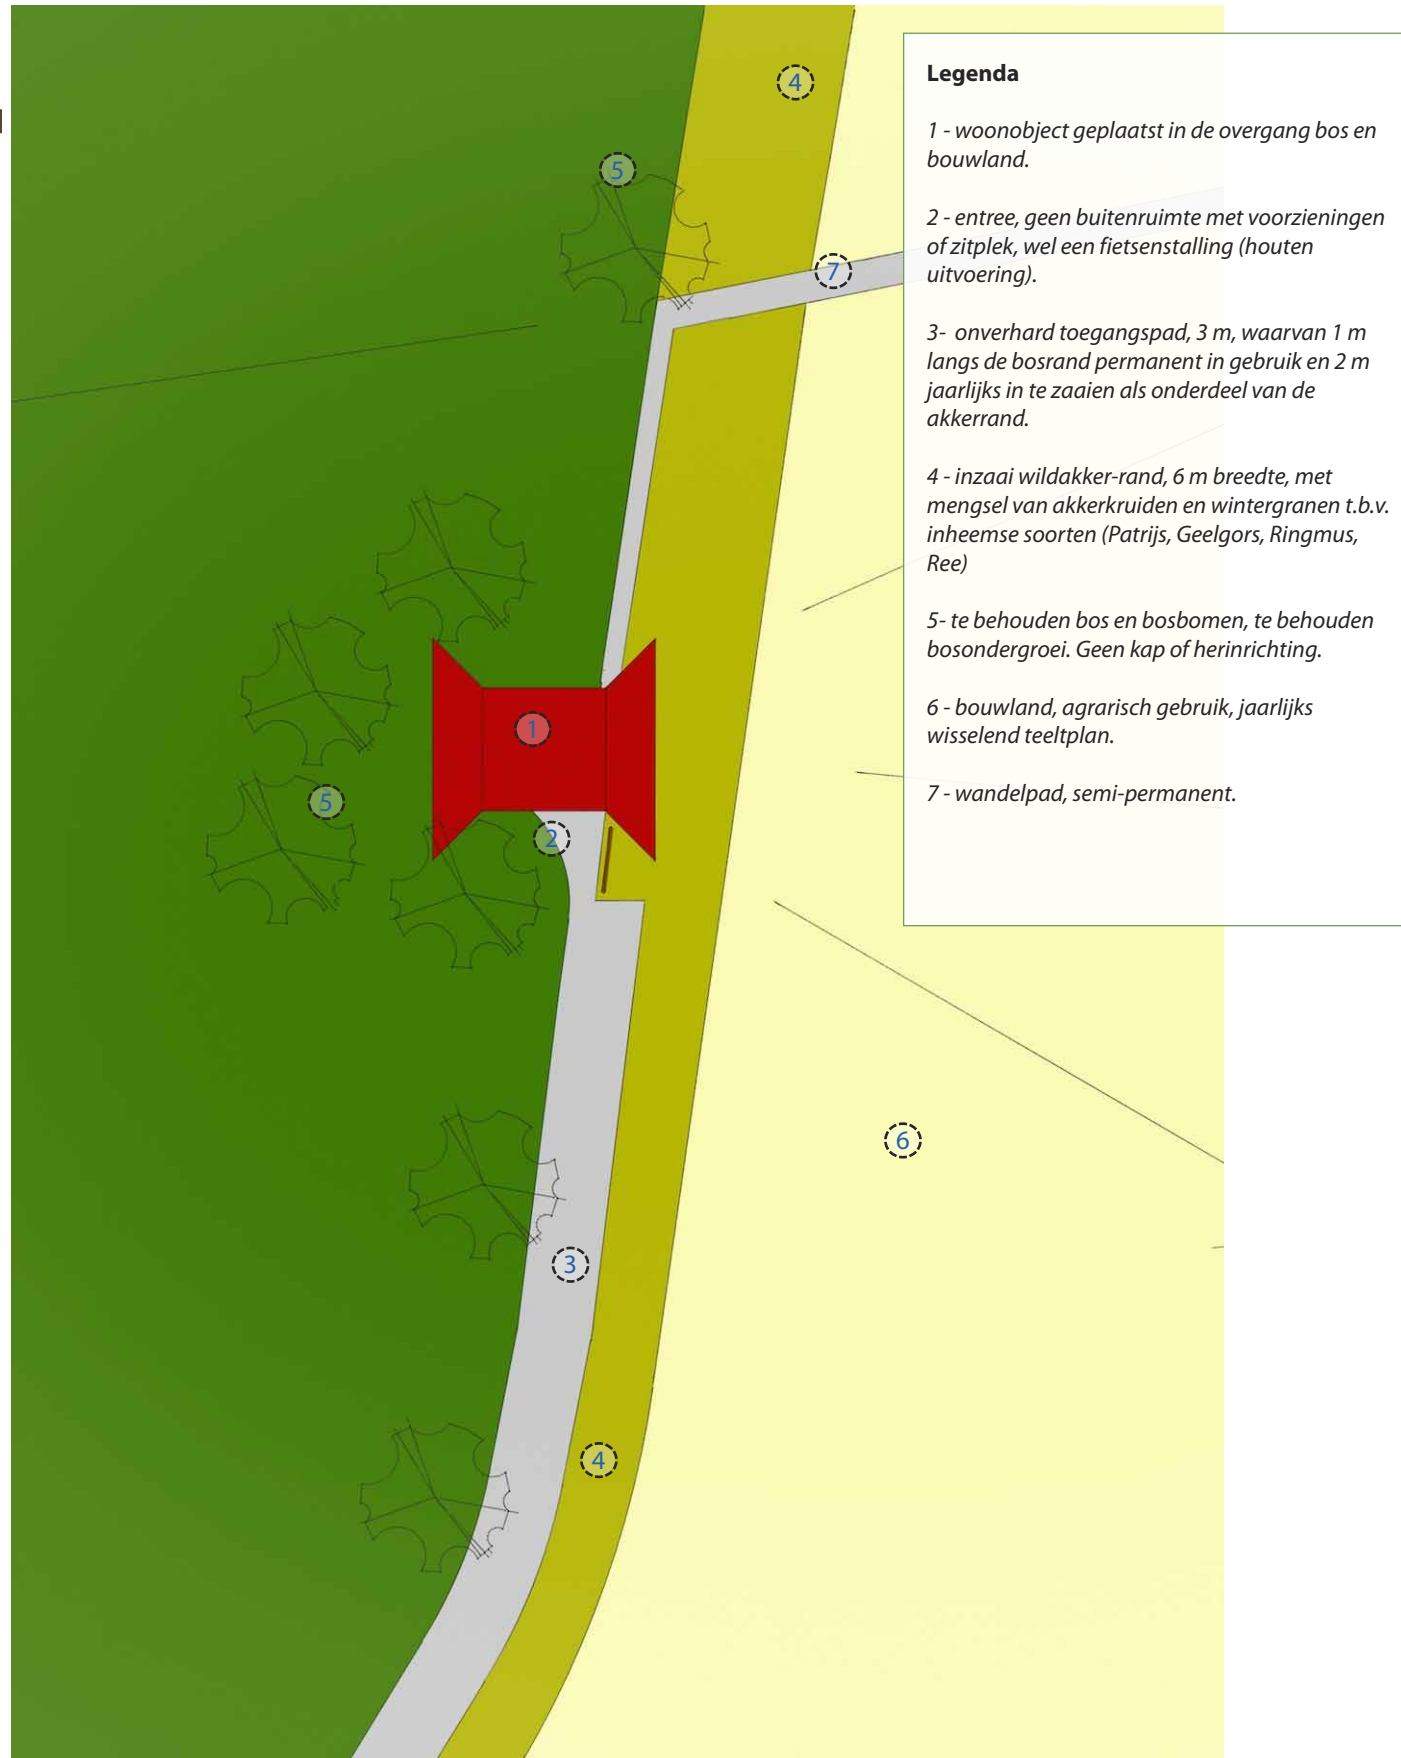 Legenda
1 - woonobject geplaatst in de overgang bos en
bouwland.
2 - entree, geen buitenruimte met voorzieningen
of zitplek, wel een fietsenstalling (houten
uitvoering).
3- onverhard toegangspad, 3 m, waarvan 1 m
langs de bosrand permanent in gebruik en 2 m
jaarlijks in te zaaien als onderdeel van de
akkerrand.
4 - inzaai wildakker-rand, 6 m breedte, met
mengsel van akkerkruiden en wintergranen t.b.v.
inheemse soorten (Patrijs, Geelgors, Ringmus,
Ree)
5- te behouden bos en bosbomen, te behouden
bosondergroei. Geen kap of herinrichting.
6 - bouwland, agrarisch gebruik, jaarlijks
wisselend teeltplan.
7 - wandelpad, semi-permanent.
4
5
7
1
5
2
6
3
4